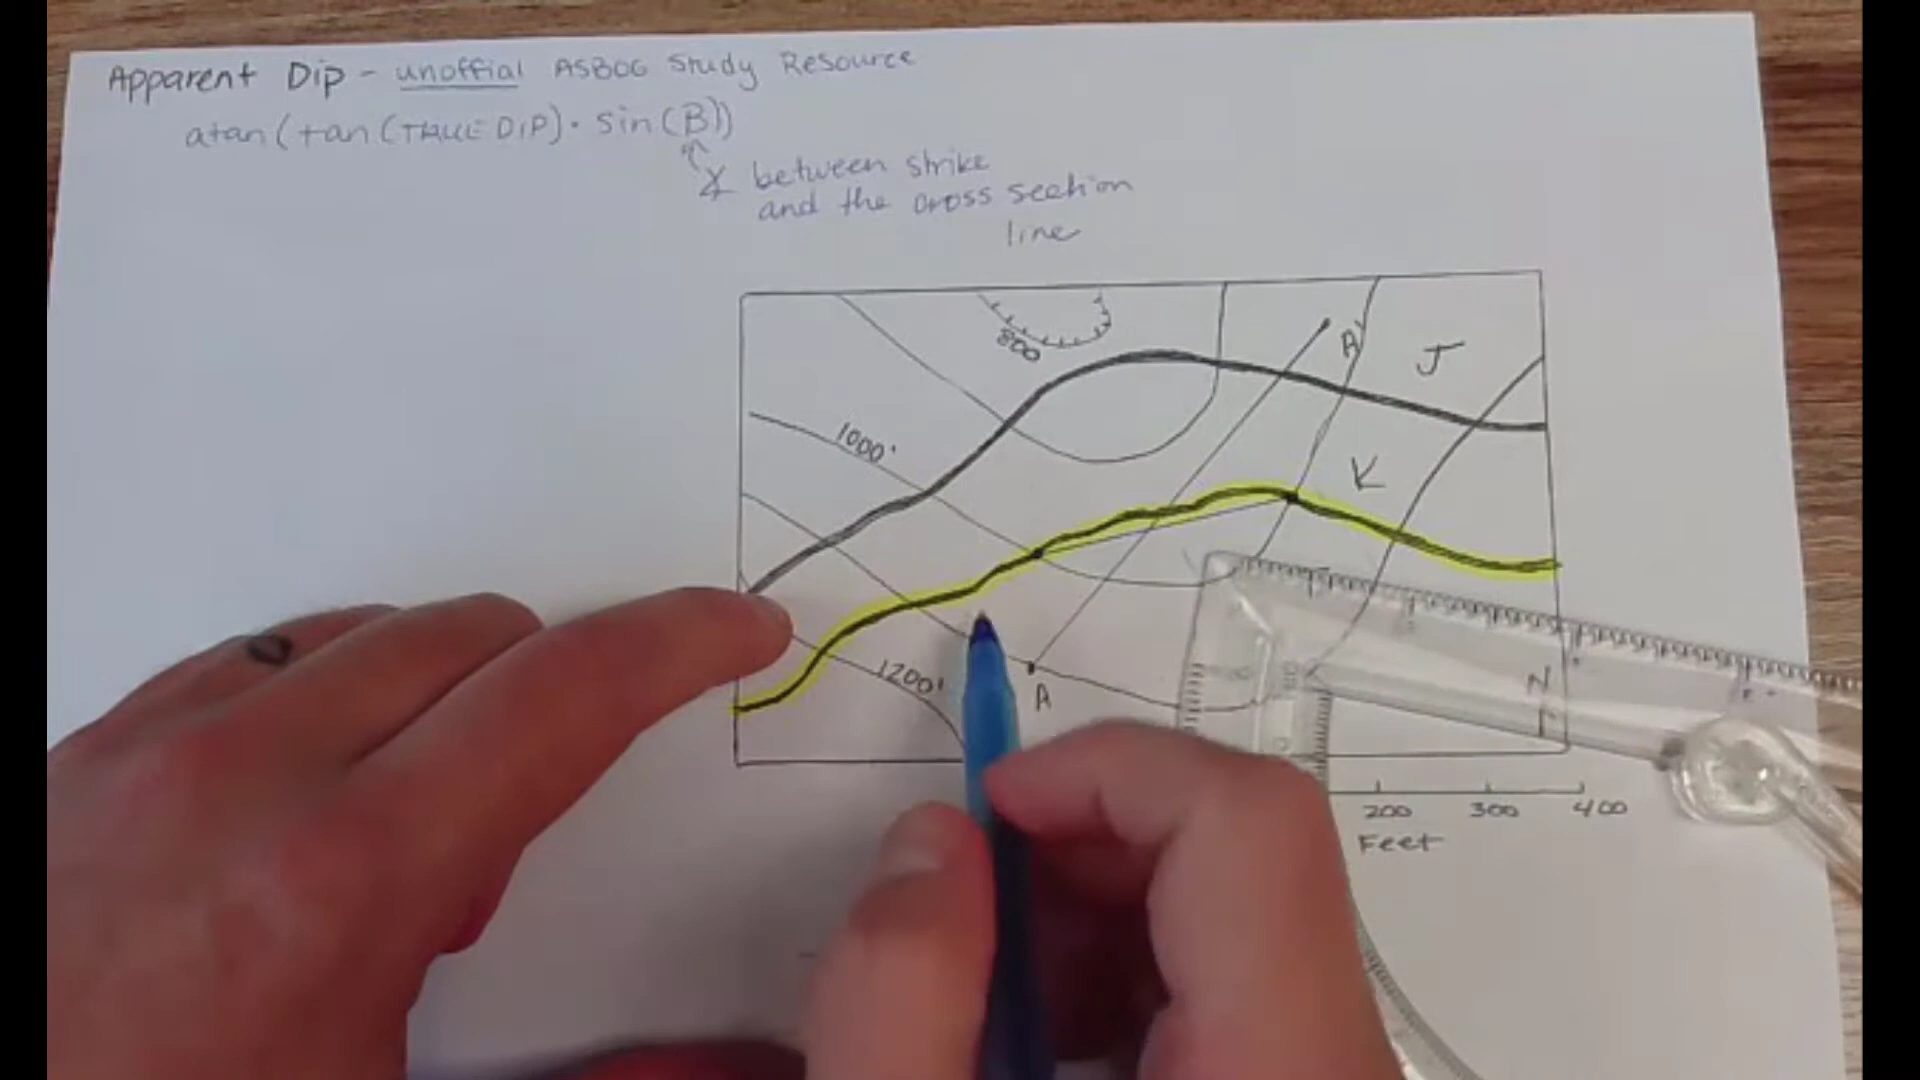 Apparent Dip - unoffial ASBOG Study Resource
atan(tan(TRUE DIP)·sin(B))
∡ between strike
and the cross section
line
800
A'
J
1000'
K
1200'
A
N
200 300 400
Feet